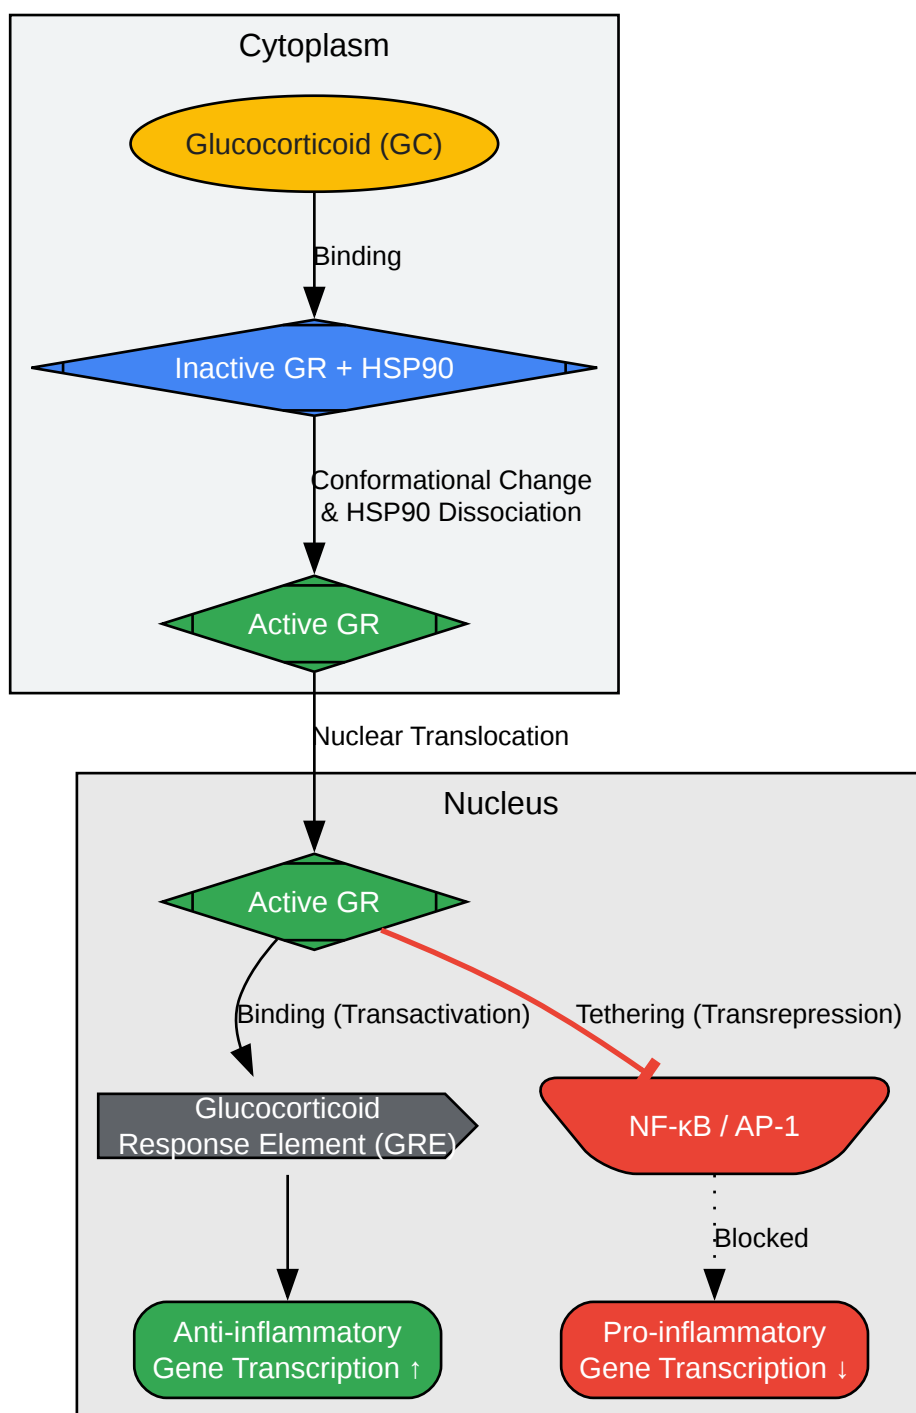 Cytoplasm
Glucocorticoid (GC)
Binding
Inactive GR + HSP90
Conformational Change
& HSP90 Dissociation
Active GR
Nuclear Translocation
Nucleus
Active GR
Binding (Transactivation)
Tethering (Transrepression)
Glucocorticoid
Response Element (GRE)
NF-κB / AP-1
Blocked
Anti-inflammatory
Gene Transcription ↑
Pro-inflammatory
Gene Transcription ↓